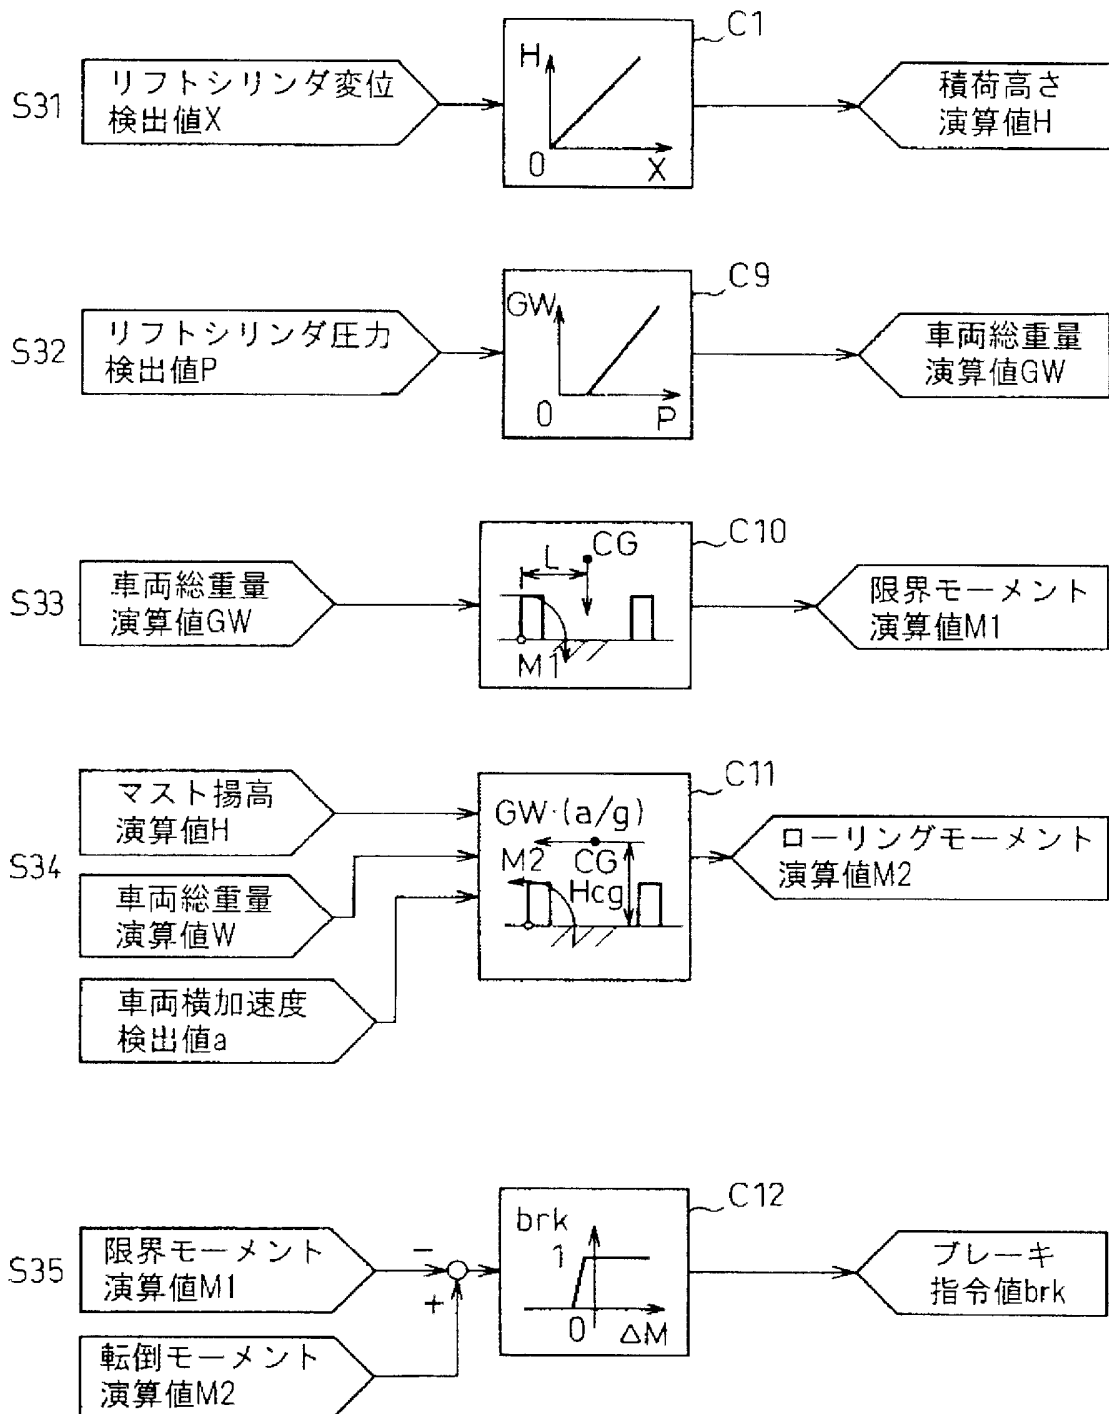 C1
S31
リフトシリンダ変位
検出値X
H
0
X
積荷高さ
演算値H
C9
S32
リフトシリンダ圧力
検出値P
GW
0
P
車両総重量
演算値GW
C10
S33
車両総重量
演算値GW
L
CG
M1
限界モーメント
演算値M1
C11
S34
マスト揚高
演算値H
車両総重量
演算値W
車両横加速度
検出値a
GW·(a/g)
M2
CG
Hcg
ローリングモーメント
演算値M2
C12
S35
限界モーメント
演算値M1
転倒モーメント
演算値M2
−
+
brk
1
0
ΔM
ブレーキ
指令値brk